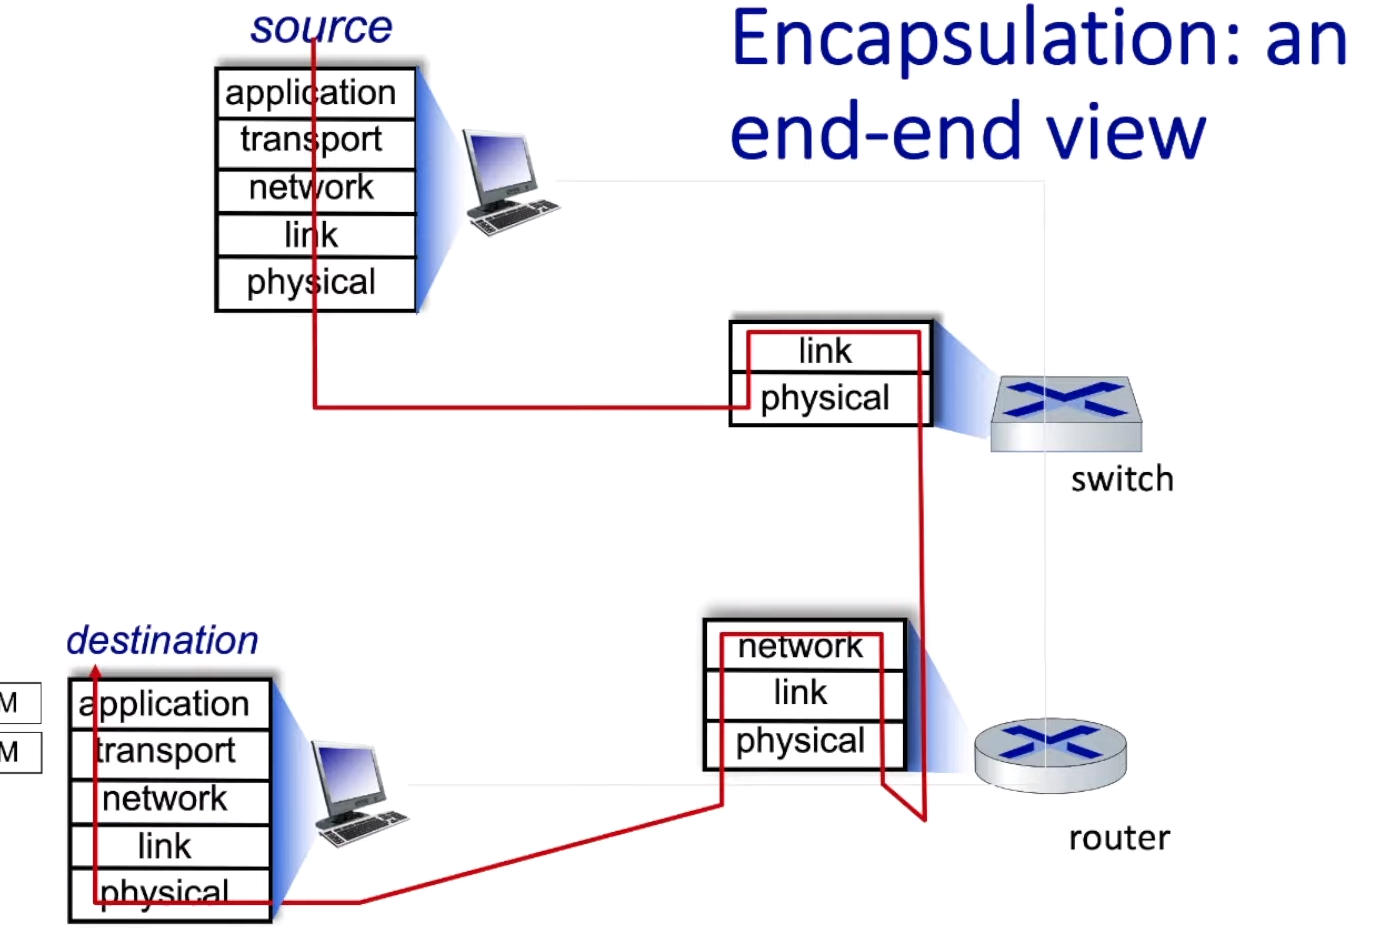 source
Encapsulation: an
end-end view
application
transport
network
link
physical
link
physical
switch
destination
network
link
physical
router
M
M
application
transport
network
link
physical